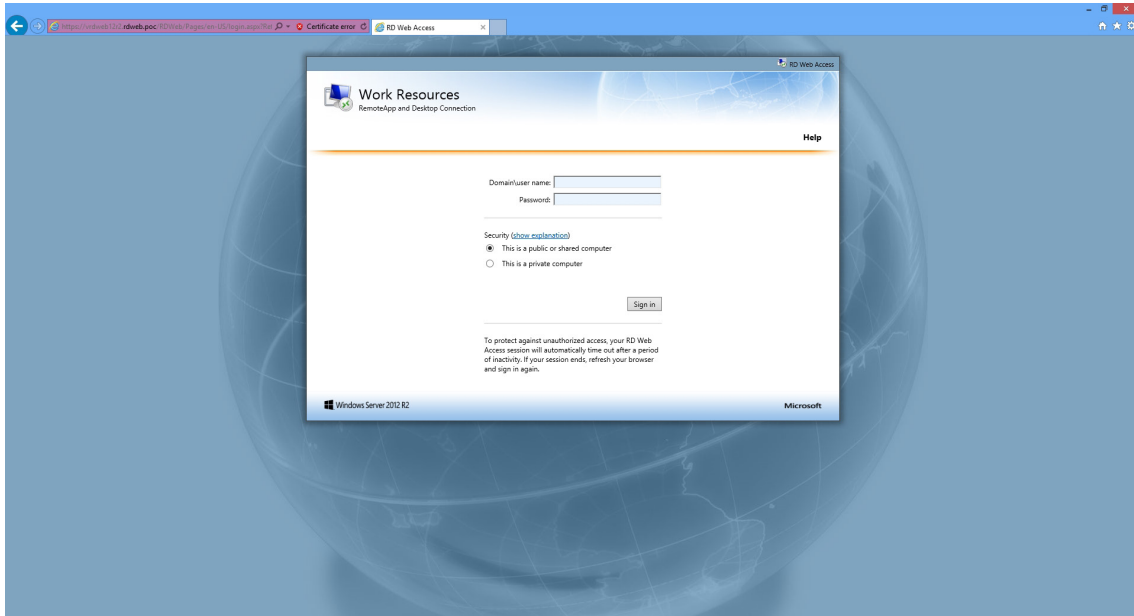 https://vrdweb12r2.rdweb.poc/RDWeb/Pages/en-US/login.aspx?Ret Certificate error RD Web Access
RD Web Access
Work Resources
RemoteApp and Desktop Connection
Help
Domain\user name:
Password:
Security (show explanation)
This is a public or shared computer
This is a private computer
Sign in
To protect against unauthorized access, your RD Web
Access session will automatically time out after a period
of inactivity. If your session ends, refresh your browser
and sign in again.
Windows Server 2012 R2
Microsoft